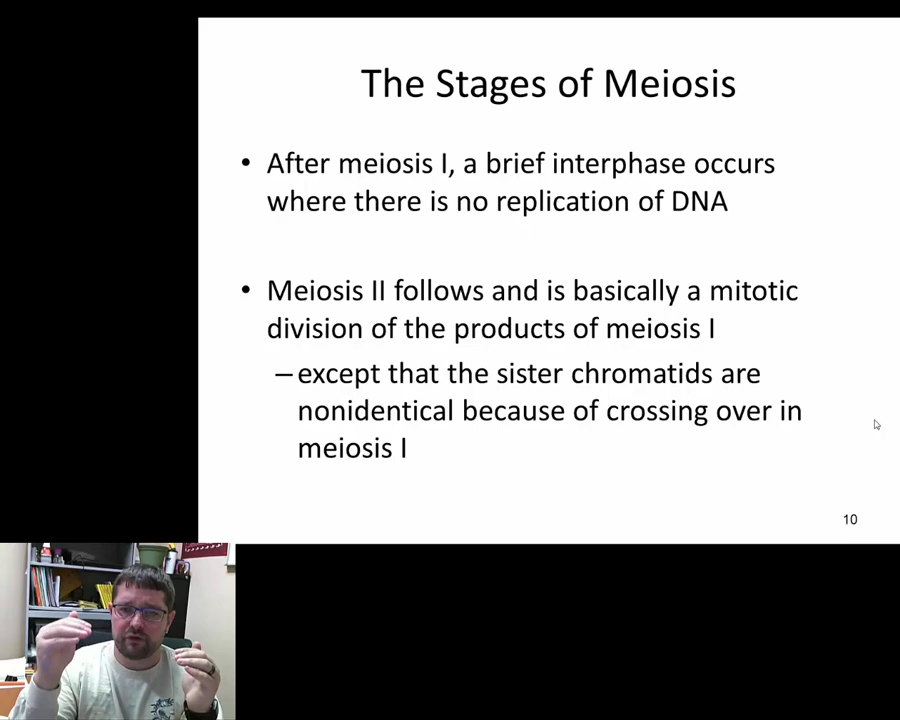 The Stages of Meiosis
• After meiosis I, a brief interphase occurs
where there is no replication of DNA
• Meiosis II follows and is basically a mitotic
division of the products of meiosis I
– except that the sister chromatids are
nonidentical because of crossing over in
meiosis I
10